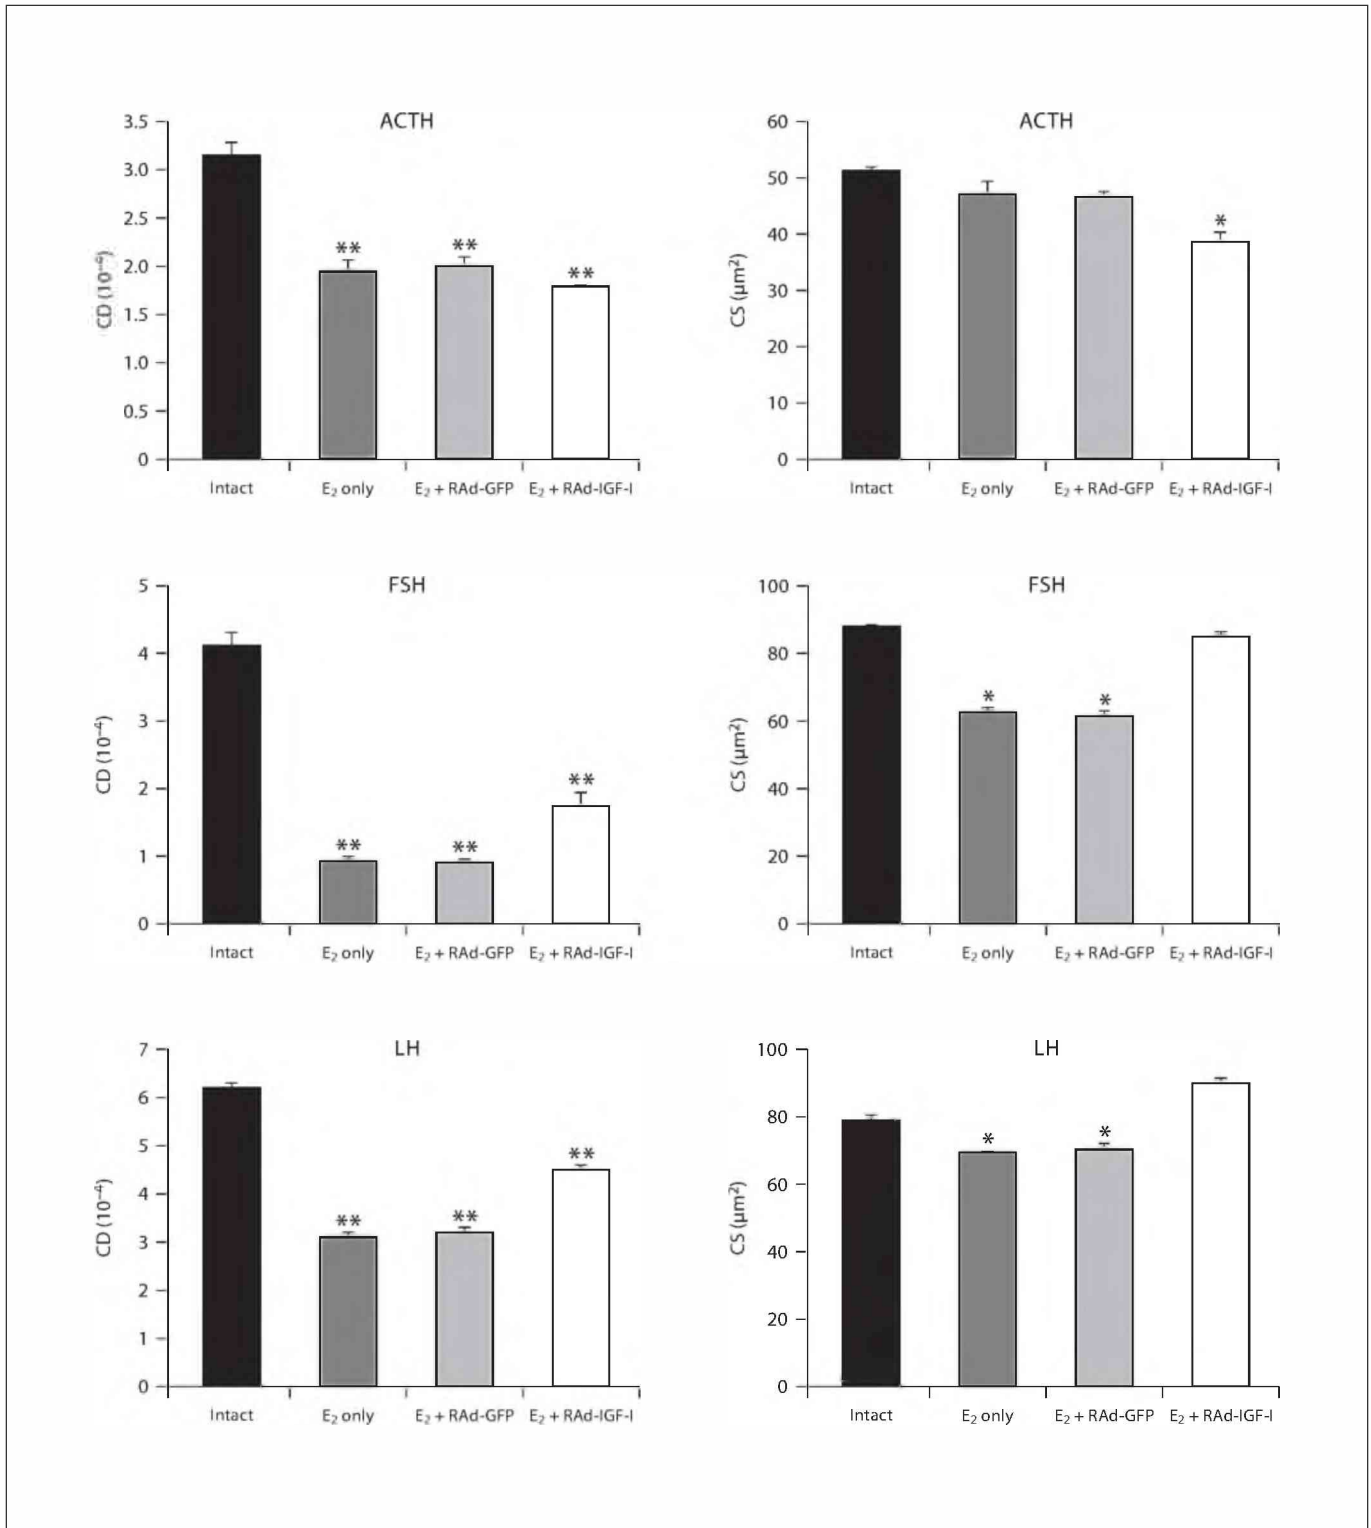 ACTH
3.5
3.0
2.5
2.0
1.5
1.0
0.5
0
CD (10⁻⁴)
**
**
**
Intact
E₂ only
E₂ + RAd-GFP
E₂ + RAd-IGF-I
ACTH
60
50
40
30
20
10
0
CS (µm²)
*
Intact
E₂ only
E₂ + RAd-GFP
E₂ + RAd-IGF-I
FSH
5
4
3
2
1
0
CD (10⁻⁴)
**
**
**
Intact
E₂ only
E₂ + RAd-GFP
E₂ + RAd-IGF-I
FSH
100
80
60
40
20
0
CS (µm²)
*
*
Intact
E₂ only
E₂ + RAd-GFP
E₂ + RAd-IGF-I
LH
7
6
5
4
3
2
1
0
CD (10⁻⁴)
**
**
**
Intact
E₂ only
E₂ + RAd-GFP
E₂ + RAd-IGF-I
LH
100
80
60
40
20
0
CS (µm²)
*
*
Intact
E₂ only
E₂ + RAd-GFP
E₂ + RAd-IGF-I